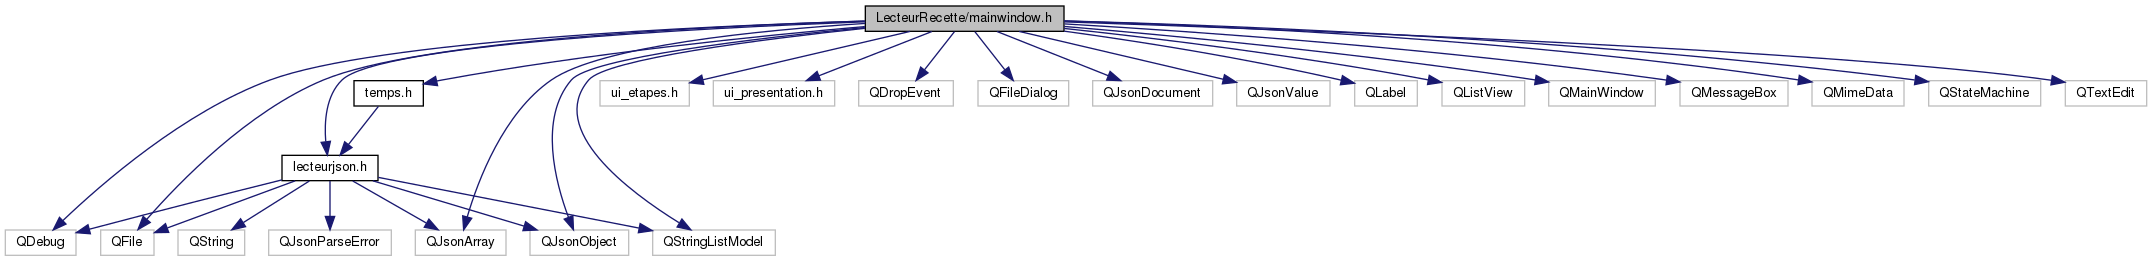 LecteurRecette/mainwindow.h
temps.h
ui_etapes.h
ui_presentation.h
QDropEvent
QFileDialog
QJsonDocument
QJsonValue
QLabel
QListView
QMainWindow
QMessageBox
QMimeData
QStateMachine
QTextEdit
lecteurjson.h
QDebug
QFile
QString
QJsonParseError
QJsonArray
QJsonObject
QStringListModel